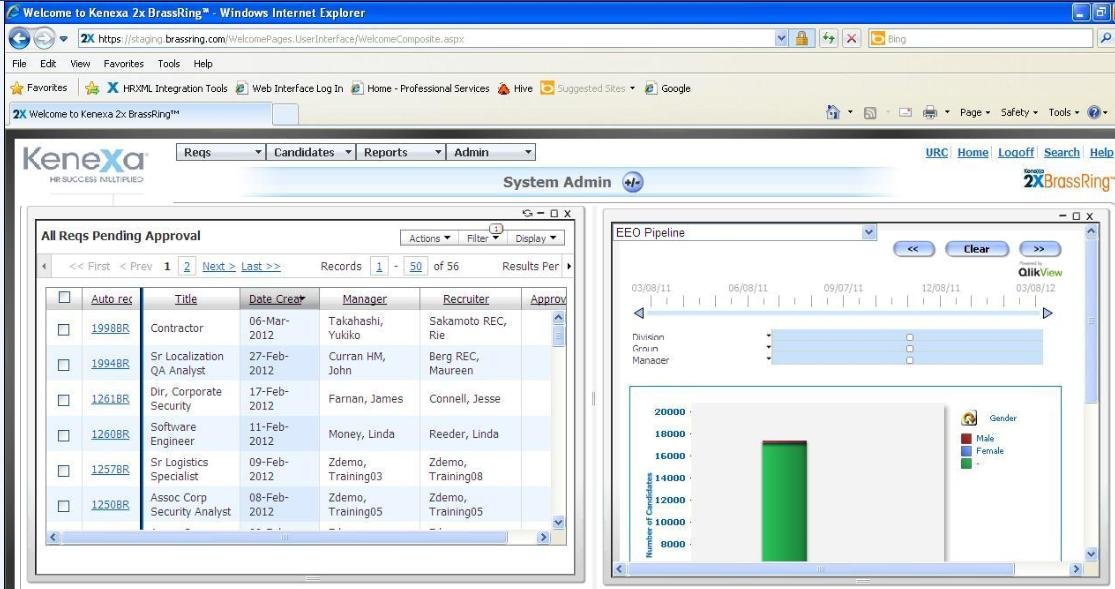 Welcome to Kenexa 2x BrassRing™ - Windows Internet Explorer
2X https://staging.brassring.com/WelcomePages.UserInterface/WelcomeComposite.aspx
Bing
File Edit View Favorites Tools Help
Favorites HRXML Integration Tools Web Interface Log In Home - Professional Services Hive Suggested Sites Google
2X Welcome to Kenexa 2x BrassRing™ Page Safety Tools
Kenexa
HR SUCCESS MULTIPLIED
Reqs Candidates Reports Admin
URC Home Logoff Search Help
System Admin +/-
Kenexa
2XBrassRing™
All Reqs Pending Approval
Actions Filter 1 Display
<< First < Prev 1 2 Next > Last >> Records 1 - 50 of 56 Results Per
Auto rec Title Date Creat Manager Recruiter Approv
1998BR Contractor 06-Mar-2012 Takahashi, Yukiko Sakamoto REC, Rie
1994BR Sr Localization QA Analyst 27-Feb-2012 Curran HM, John Berg REC, Maureen
1261BR Dir, Corporate Security 17-Feb-2012 Farnan, James Connell, Jesse
1260BR Software Engineer 11-Feb-2012 Money, Linda Reeder, Linda
1257BR Sr Logistics Specialist 09-Feb-2012 Zdemo, Training03 Zdemo, Training08
1250BR Assoc Corp Security Analyst 08-Feb-2012 Zdemo, Training05 Zdemo, Training05
EEO Pipeline
<< Clear >>
Powered by
QlikView
03/08/11 06/08/11 09/07/11 12/08/11 03/08/12
Division
Group
Manager
20000
18000
16000
14000
12000
10000
8000
Number of Candidates
Gender
Male
Female
-